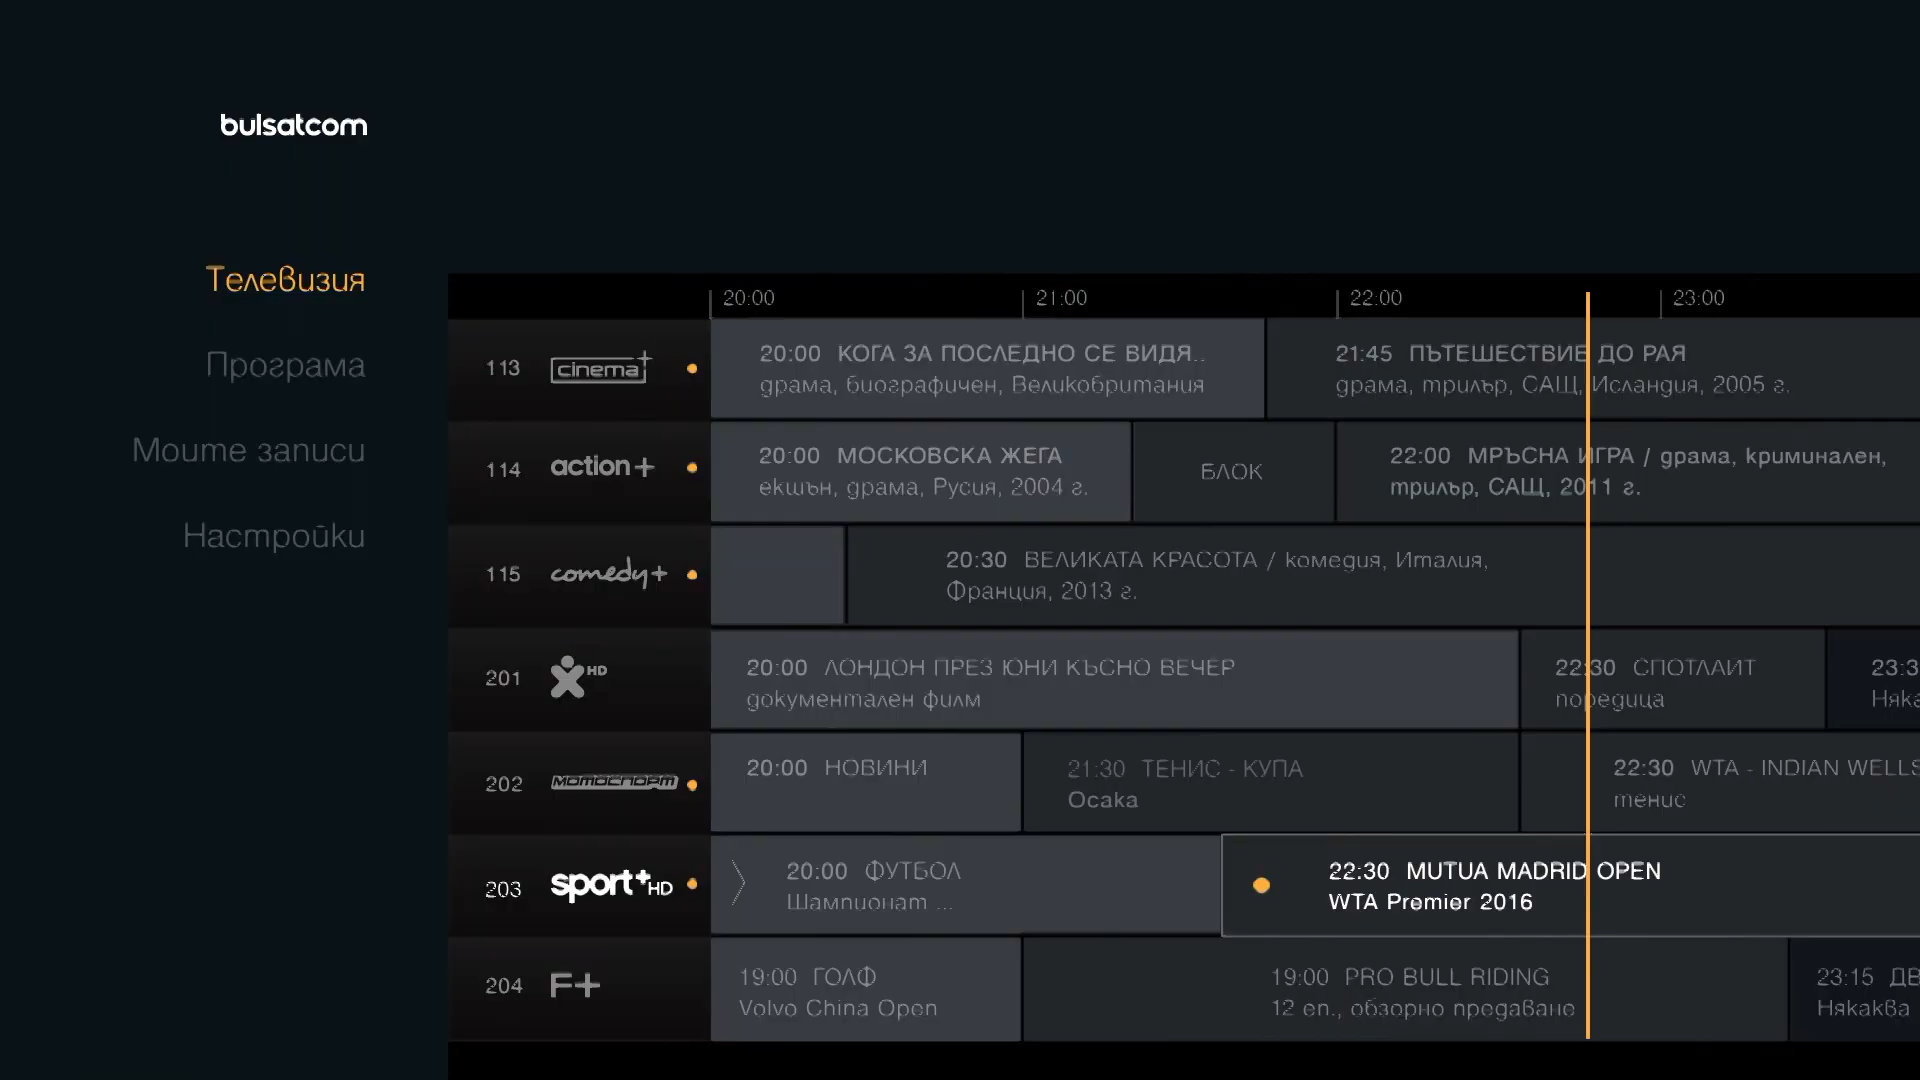 bulsatcom
Телевизия
Програма
Моите записи
Настройки
20:00 21:00 22:00 23:00
113 cinema+
20:00 КОГА ЗА ПОСЛЕДНО СЕ ВИДЯ..
драма, биографичен, Великобритания
21:45 ПЪТЕШЕСТВИЕ ДО РАЯ
драма, трилър, САЩ, Исландия, 2005 г.
114 action+
20:00 МОСКОВСКА ЖЕГА
екшън, драма, Русия, 2004 г.
БЛОК
22:00 МРЪСНА ИГРА / драма, криминален,
трилър, САЩ, 2011 г.
115 comedy+
20:30 ВЕЛИКАТА КРАСОТА / комедия, Италия,
Франция, 2013 г.
201 HD
20:00 ЛОНДОН ПРЕЗ ЮНИ КЪСНО ВЕЧЕР
документален филм
22:30 СПОТЛАИТ
поредица
23:3
Няка
202 мотоспорт
20:00 НОВИНИ
21:30 ТЕНИС - КУПА
Осака
22:30 WTA - INDIAN WELLS
тенис
203 sport+HD
20:00 ФУТБОЛ
Шампионат ...
22:30 MUTUA MADRID OPEN
WTA Premier 2016
204 F+
19:00 ГОЛФ
Volvo China Open
19:00 PRO BULL RIDING
12 еп., обзорно предаване
23:15 ДВ
Някаква